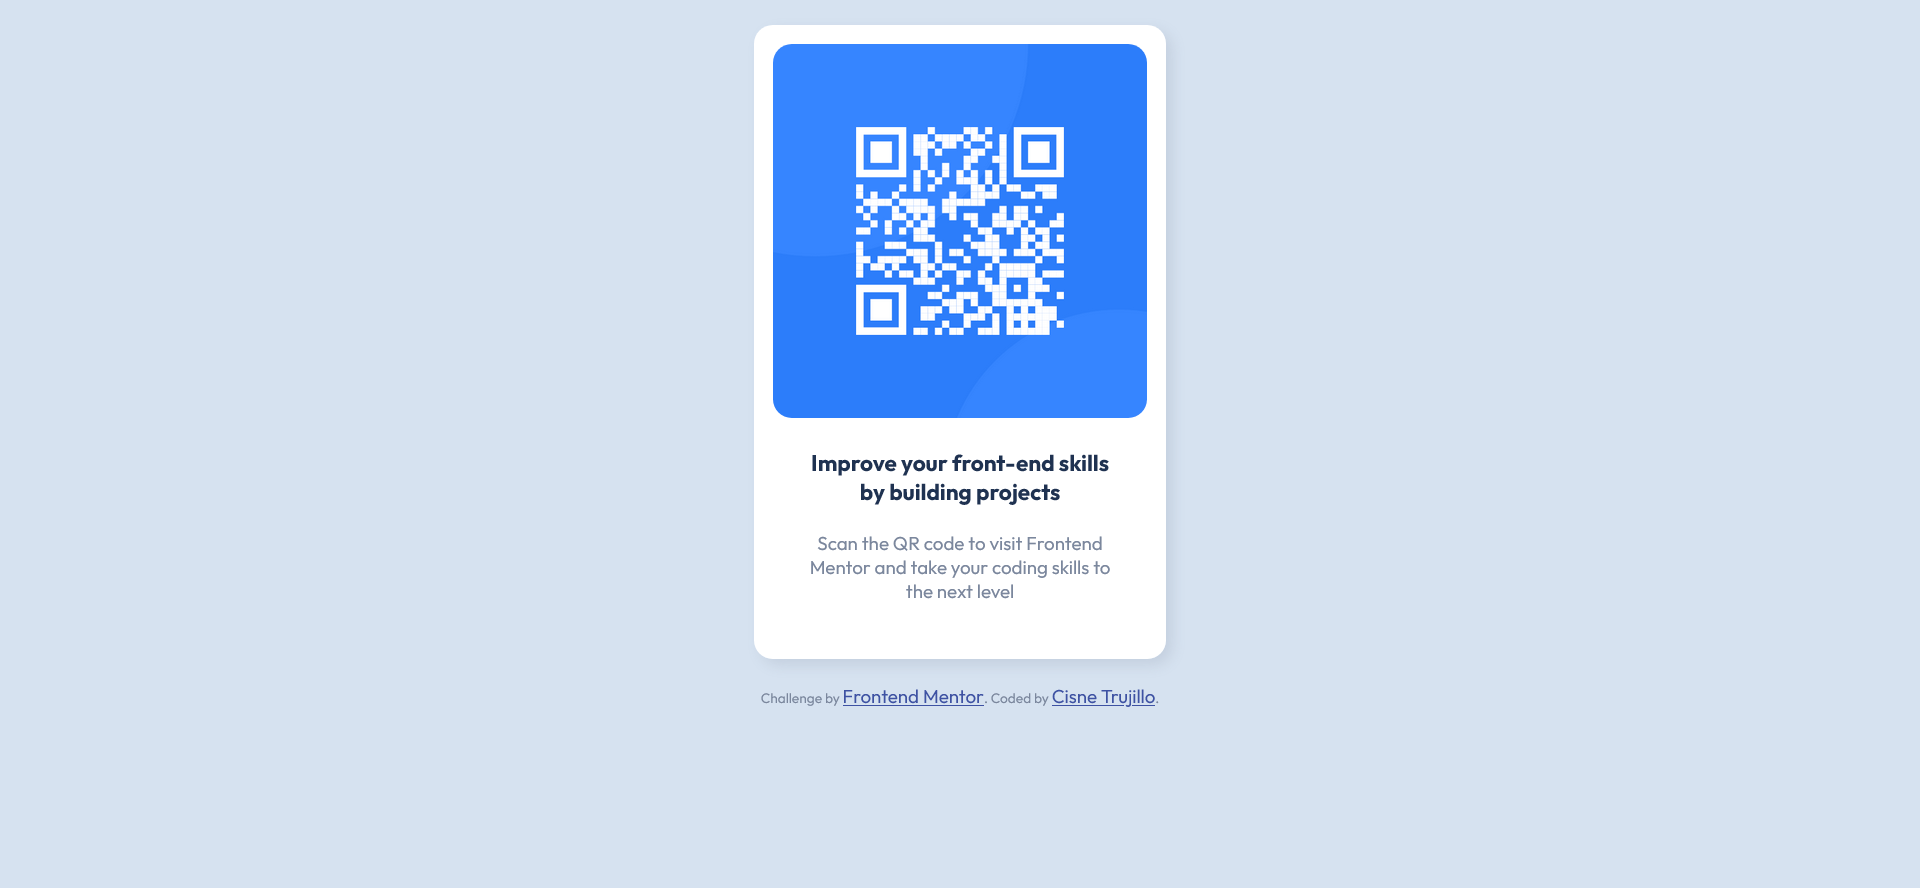 Improve your front-end skills
by building projects
Scan the QR code to visit Frontend
Mentor and take your coding skills to
the next level
Challenge by Frontend Mentor. Coded by Cisne Trujillo.